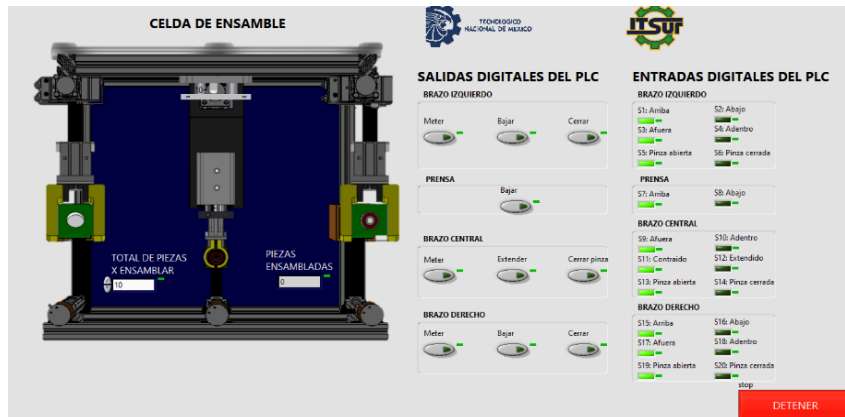 CELDA DE ENSAMBLE
TECNOLOGICO
NACIONAL DE MEXICO
ITSur
TOTAL DE PIEZAS
X ENSAMBLAR
10
PIEZAS
ENSAMBLADAS
0
SALIDAS DIGITALES DEL PLC
BRAZO IZQUIERDO
Meter Bajar Cerrar
PRENSA
Bajar
BRAZO CENTRAL
Meter Extender Cerrar pinza
BRAZO DERECHO
Meter Bajar Cerrar
ENTRADAS DIGITALES DEL PLC
BRAZO IZQUIERDO
S1: Arriba S2: Abajo
S3: Afuera S4: Adentro
S5: Pinza abierta S6: Pinza cerrada
PRENSA
S7: Arriba S8: Abajo
BRAZO CENTRAL
S9: Afuera S10: Adentro
S11: Contraido S12: Extendido
S13: Pinza abierta S14: Pinza cerrada
BRAZO DERECHO
S15: Arriba S16: Abajo
S17: Afuera S18: Adentro
S19: Pinza abierta S20: Pinza cerrada
stop
DETENER